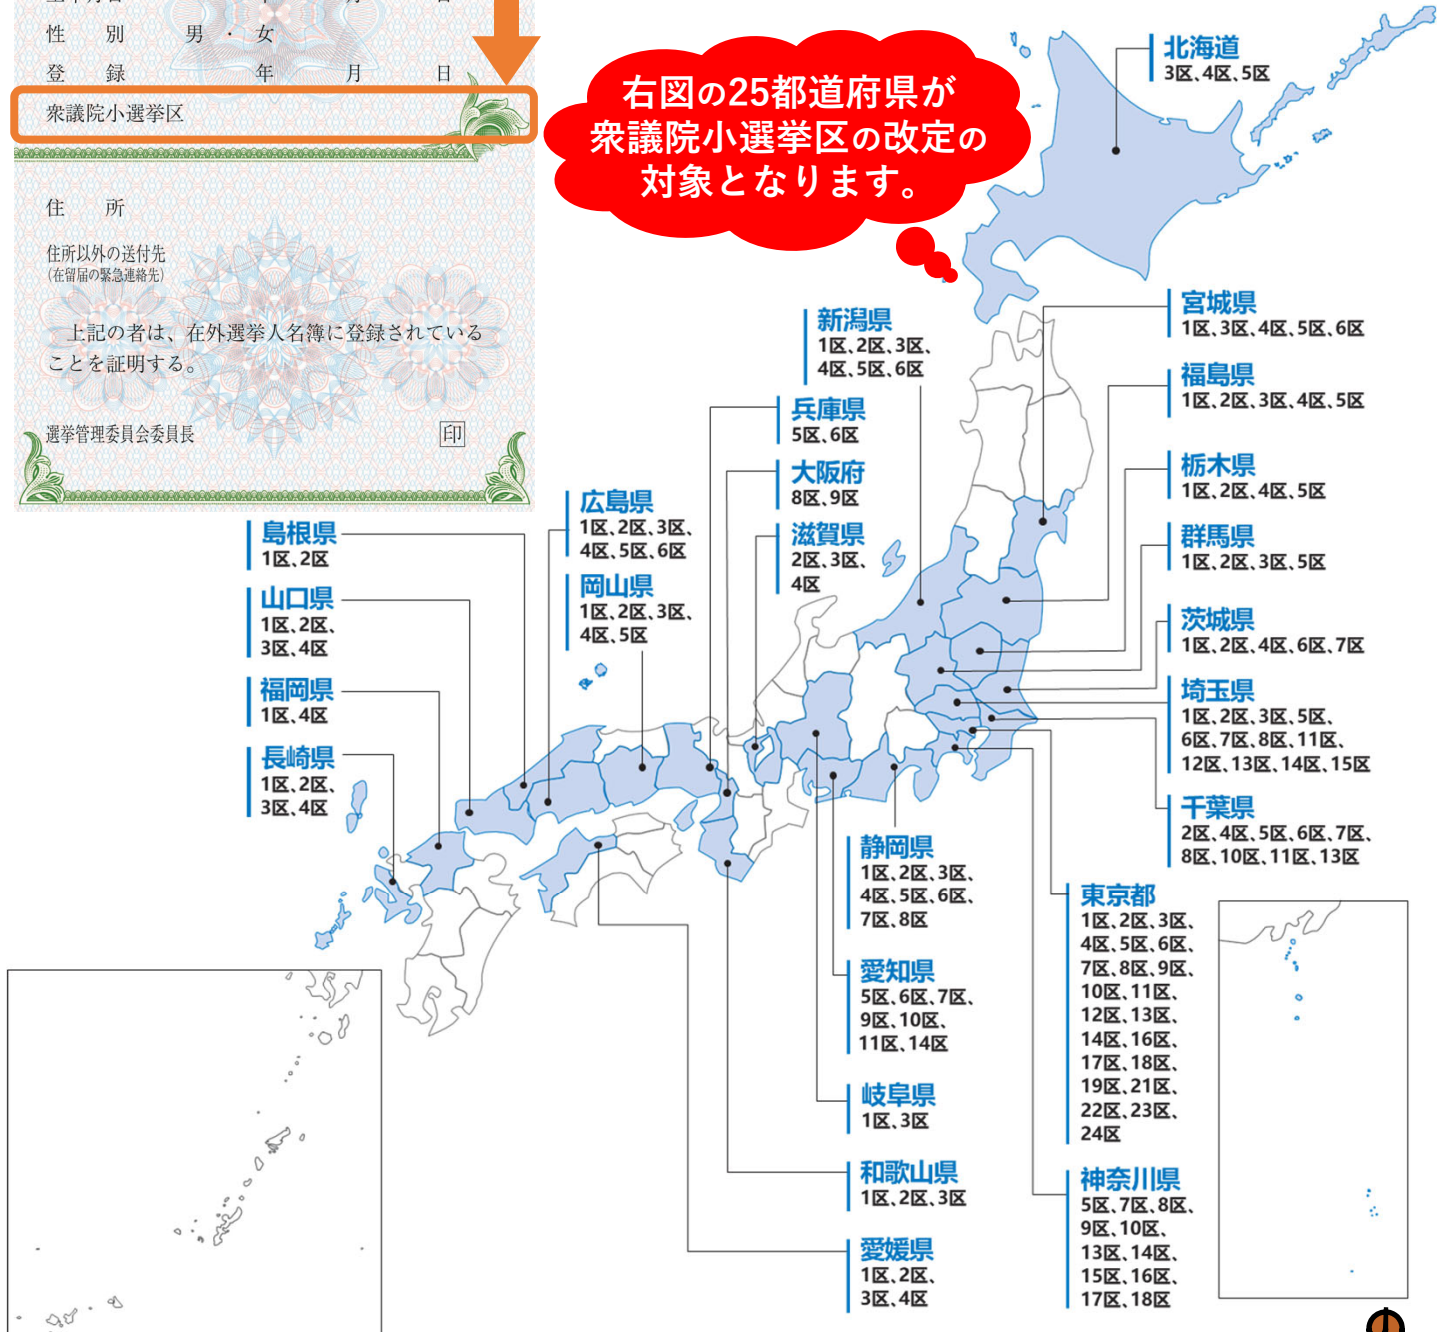 性 別 男 ・ 女
登 録 年 月 日
衆議院小選挙区
住 所
住所以外の送付先
(在留届の緊急連絡先)
上記の者は、在外選挙人名簿に登録されている
ことを証明する。
選挙管理委員会委員長 印
右図の25都道府県が
衆議院小選挙区の改定の
対象となります。
北海道
3区、4区、5区
宮城県
1区、3区、4区、5区、6区
福島県
1区、2区、3区、4区、5区
栃木県
1区、2区、4区、5区
群馬県
1区、2区、3区、5区
茨城県
1区、2区、4区、6区、7区
埼玉県
1区、2区、3区、5区、
6区、7区、8区、11区、
12区、13区、14区、15区
千葉県
2区、4区、5区、6区、7区、
8区、10区、11区、13区
東京都
1区、2区、3区、
4区、5区、6区、
7区、8区、9区、
10区、11区、
12区、13区、
14区、16区、
17区、18区、
19区、21区、
22区、23区、
24区
神奈川県
5区、7区、8区、
9区、10区、
13区、14区、
15区、16区、
17区、18区
新潟県
1区、2区、3区、
4区、5区、6区
兵庫県
5区、6区
大阪府
8区、9区
滋賀県
2区、3区、
4区
広島県
1区、2区、3区、
4区、5区、6区
岡山県
1区、2区、3区、
4区、5区
島根県
1区、2区
山口県
1区、2区、
3区、4区
福岡県
1区、4区
長崎県
1区、2区、
3区、4区
静岡県
1区、2区、3区、
4区、5区、6区、
7区、8区
愛知県
5区、6区、7区、
9区、10区、
11区、14区
岐阜県
1区、3区
和歌山県
1区、2区、3区
愛媛県
1区、2区、
3区、4区